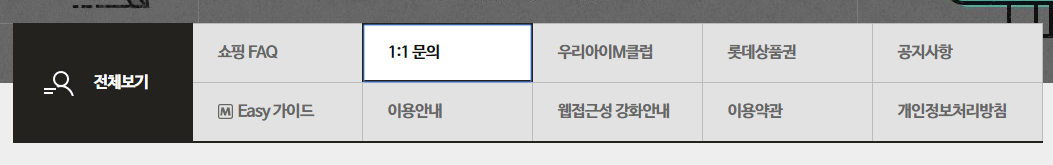 전체보기
쇼핑 FAQ
1:1 문의
우리아이M클럽
롯데상품권
공지사항
M Easy 가이드
이용안내
웹접근성 강화안내
이용약관
개인정보처리방침